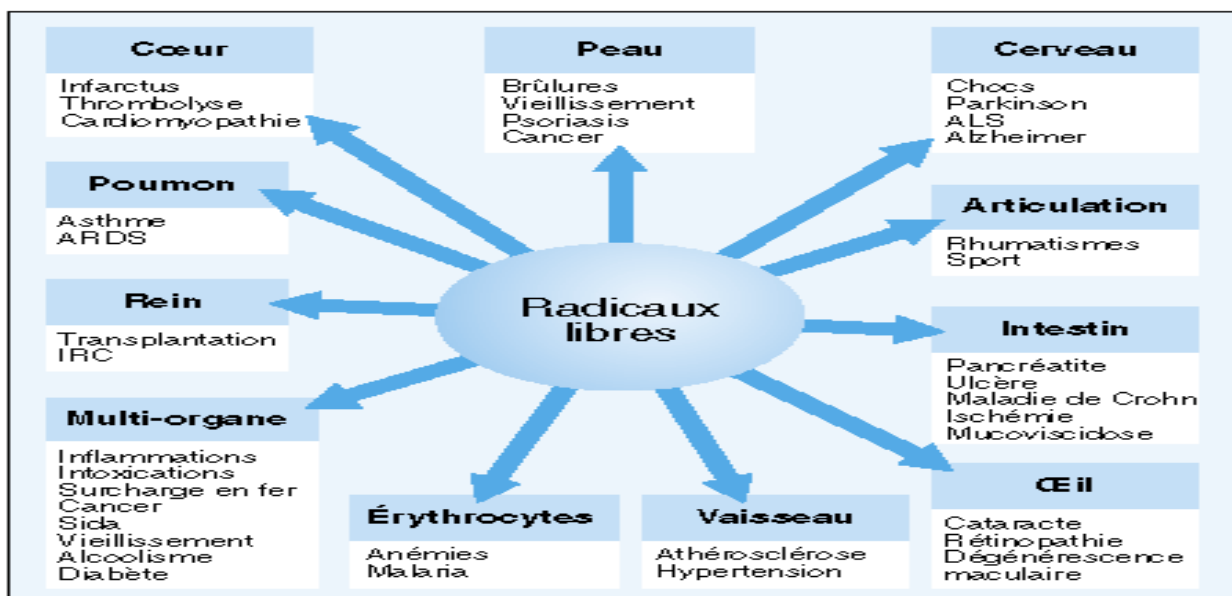 Cœur
Infarctus
Thrombolyse
Cardiomyopathie
Peau
Brûlures
Vieillissement
Psoriasis
Cancer
Cerveau
Chocs
Parkinson
ALS
Alzheimer
Poumon
Asthme
ARDS
Articulation
Rhumatismes
Sport
Radicaux
libres
Rein
Transplantation
IRC
Intestin
Pancréatite
Ulcère
Maladie de Crohn
Ischémie
Mucoviscidose
Multi-organe
Inflammations
Intoxications
Surcharge en fer
Cancer
Sida
Vieillissement
Alcoolisme
Diabète
Érythrocytes
Anémies
Malaria
Vaisseau
Athérosclérose
Hypertension
Œil
Cataracte
Rétinopathie
Dégénérescence
maculaire